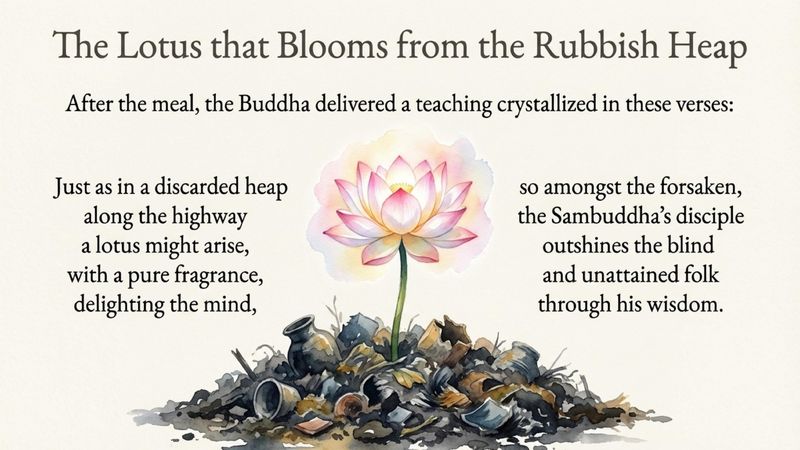 The Lotus that Blooms from the Rubbish Heap
After the meal, the Buddha delivered a teaching crystallized in these verses:
Just as in a discarded heap
along the highway
a lotus might arise,
with a pure fragrance,
delighting the mind,
so amongst the forsaken,
the Sambuddha’s disciple
outshines the blind
and unattained folk
through his wisdom.